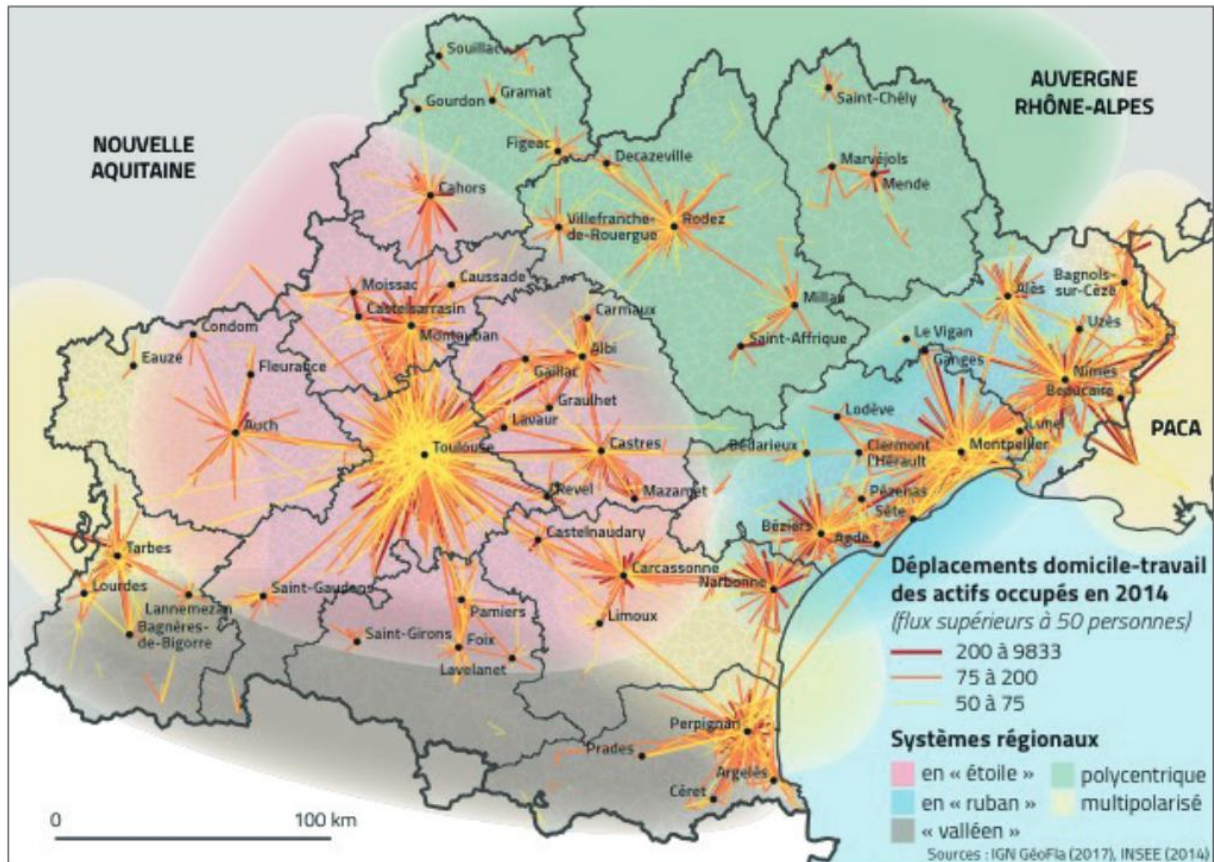 Souillac
AUVERGNE
RHÔNE-ALPES
Saint-Chély
Gramat
Gourdon
NOUVELLE
AQUITAINE
Figeac
Decazeville
Marvéjols
Mende
Cahors
Villefranche-
de-Rouergue
Rodez
Bagnols-
sur-Cèze
Alès
Moissac
Caussade
Castelsarrasin
Montauban
Carmaux
Millau
Uzès
Condom
Le Vigan
Saint-Affrique
Ganges
Eauze
Albi
Fleurance
Gaillac
Nîmes
Beaucaire
Graulhet
Lodève
PACA
Auch
Lavaur
Lunel
Toulouse
Castres
Bédarieux
Clermont
l'Hérault
Montpellier
Revel
Mazamet
Pézenas
Sète
Castelnaudary
Béziers
Agde
Tarbes
Carcassonne
Narbonne
Lourdes
Lannemezan
Saint-Gaudens
Pamiers
Limoux
Bagnères-
de-Bigorre
Saint-Girons
Foix
Lavelanet
Perpignan
Prades
Argelès
Céret
Déplacements domicile-travail
des actifs occupés en 2014
(flux supérieurs à 50 personnes)
200 à 9833
75 à 200
50 à 75
Systèmes régionaux
en « étoile »
polycentrique
en « ruban »
multipolarisé
« valléen »
0 100 km
Sources : IGN GéoFla (2017), INSEE (2014)